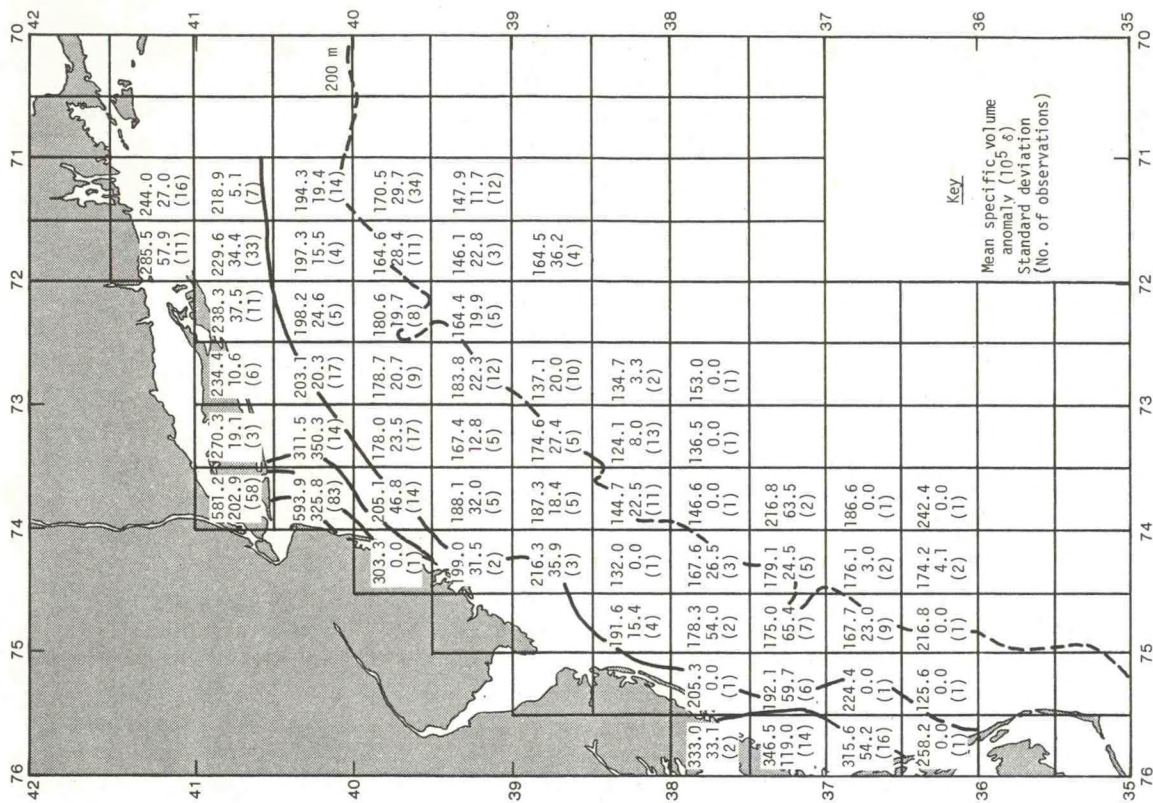 76 75 74 73 72 71 70
42 42
285.5 244.0
57.9 27.0
(11) (16)
41 41
581.2 270.3 234.4 238.3 229.6 218.9
202.9 19.1 10.6 37.5 34.4 5.1
(58) (3) (6) (11) (33) (7)
593.9 311.5 203.1 198.2 197.3 194.3
325.8 350.3 20.3 24.6 15.5 19.4
(83) (14) (17) (5) (4) (14)
200 m
40 40
303.3 205.1 178.0 178.7 180.6 164.6 170.5
0.0 46.8 23.5 20.7 19.7 28.4 29.7
(1) (14) (17) (9) (8) (11) (34)
199.0 188.1 167.4 183.8 164.4 146.1 147.9
31.5 32.0 12.8 22.3 19.9 22.8 11.7
(2) (5) (5) (12) (5) (3) (12)
39 39
216.3 187.3 174.6 137.1 164.5
35.9 18.4 27.4 20.0 36.2
(3) (5) (5) (10) (4)
191.6 132.0 144.7 124.1 134.7
15.4 0.0 22.5 8.0 3.3
(4) (1) (11) (13) (2)
38 38
333.0 205.3 178.3 167.6 146.6 136.5 153.0
33.1 0.0 54.0 26.5 0.0 0.0 0.0
(2) (1) (2) (3) (1) (1) (1)
346.5 192.1 175.0 179.1 216.8
119.0 59.7 65.4 24.5 63.5
(14) (6) (7) (5) (2)
37 37
315.6 224.4 167.7 176.1 186.6
54.2 0.0 23.0 3.0 0.0
(16) (1) (9) (2) (1)
258.2 125.6 216.8 174.2 242.4
0.0 0.0 0.0 4.1 0.0
(1) (1) (1) (2) (1)
Key
36 36
Mean specific volume
anomaly (10⁵ δ)
Standard deviation
(No. of observations)
35 35
76 75 74 73 72 71 70